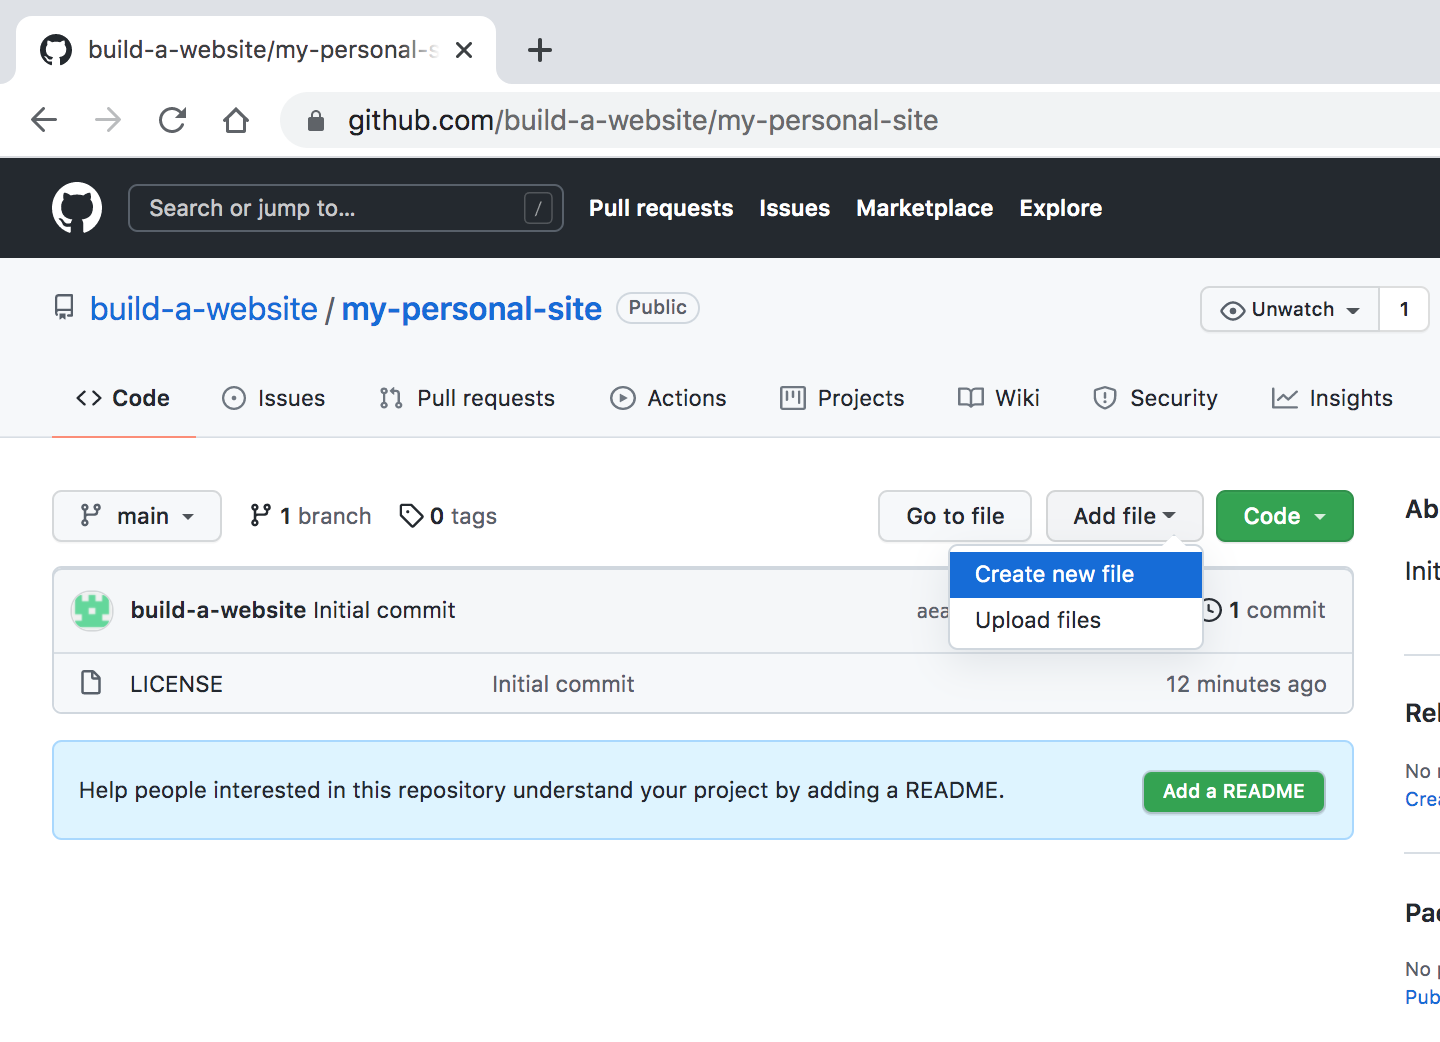 build-a-website/my-personal-s
github.com/build-a-website/my-personal-site
Search or jump to... /
Pull requests Issues Marketplace Explore
build-a-website / my-personal-site Public
Unwatch 1
Code Issues Pull requests Actions Projects Wiki Security Insights
main 1 branch 0 tags
Go to file Add file Code
Create new file
Upload files
build-a-website Initial commit aea 1 commit
LICENSE Initial commit 12 minutes ago
Help people interested in this repository understand your project by adding a README.
Add a README
Ab
Init
Rel
No
Crea
Pac
No p
Pub